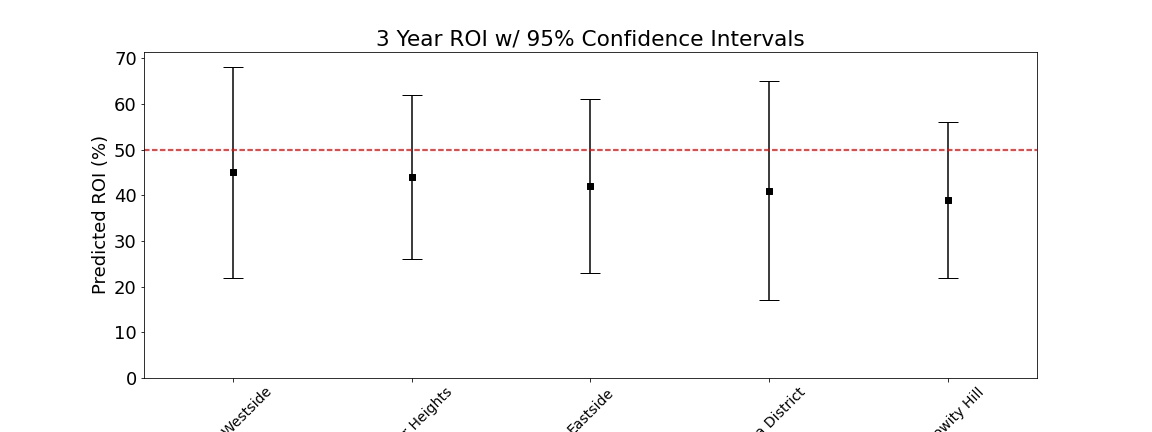 3 Year ROI w/ 95% Confidence Intervals
70
60
50
40
30
20
10
0
Predicted ROI (%)
Westside
Heights
Eastside
District
Hill